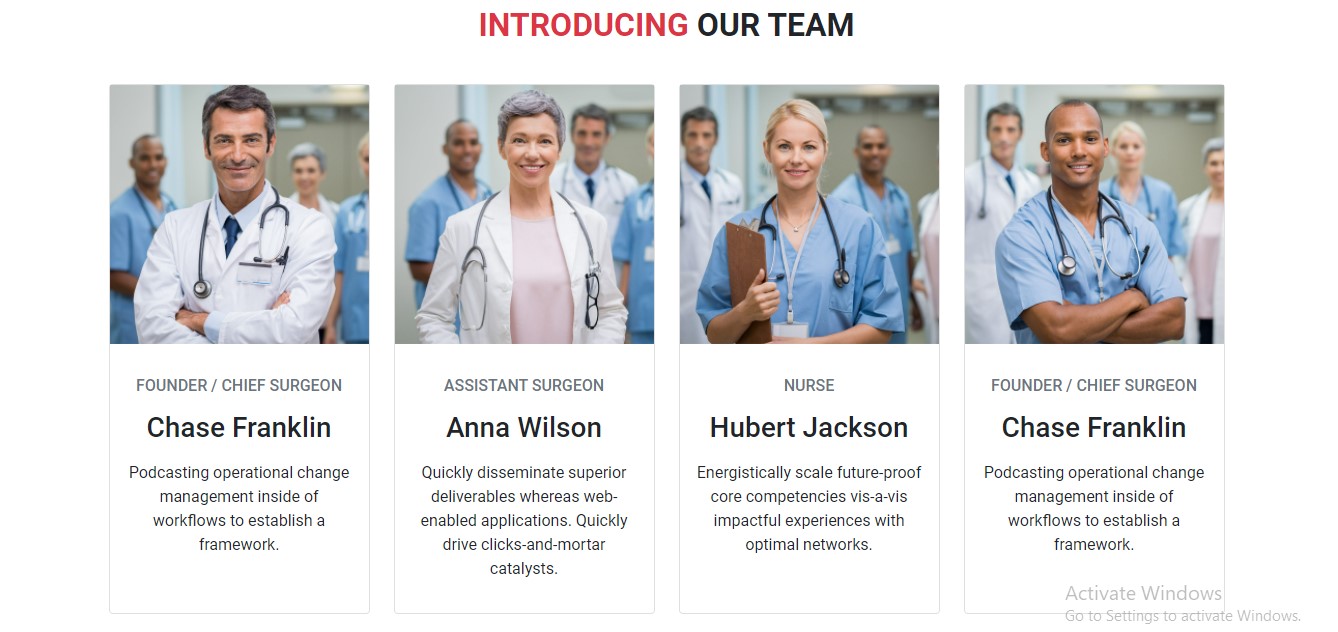 INTRODUCING OUR TEAM
FOUNDER / CHIEF SURGEON
Chase Franklin
Podcasting operational change
management inside of
workflows to establish a
framework.
ASSISTANT SURGEON
Anna Wilson
Quickly disseminate superior
deliverables whereas web-
enabled applications. Quickly
drive clicks-and-mortar
catalysts.
NURSE
Hubert Jackson
Energistically scale future-proof
core competencies vis-a-vis
impactful experiences with
optimal networks.
FOUNDER / CHIEF SURGEON
Chase Franklin
Podcasting operational change
management inside of
workflows to establish a
framework.
Activate Windows
Go to Settings to activate Windows.